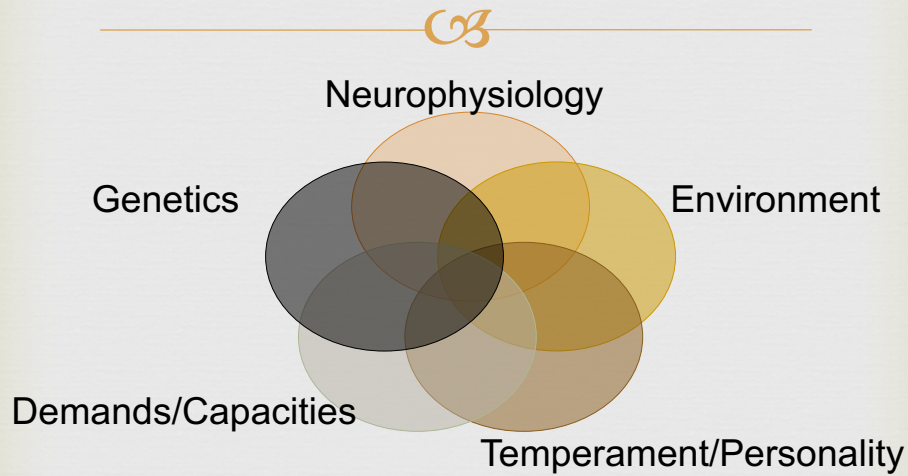 Neurophysiology
Genetics
Environment
Demands/Capacities
Temperament/Personality